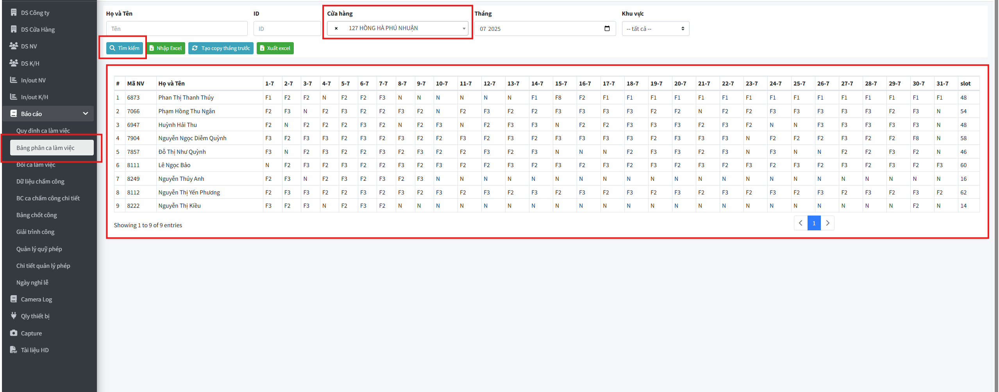 DS Công ty
DS Cửa Hàng
DS NV
DS K/H
In/out NV
In/out K/H
Báo cáo
Quy định ca làm việc
Bảng phân ca làm việc
Đổi ca làm việc
Dữ liệu chấm công
BC ca chấm công chi tiết
Bảng chốt công
Giải trình công
Quản lý quỹ phép
Chi tiết quản lý phép
Ngày nghỉ lễ
Camera Log
Qly thiết bị
Capture
Tài liệu HD
Họ và Tên ID Cửa hàng Tháng Khu vực
Tên ID × 127 HỒNG HÀ PHÚ NHUẬN 07 2025 -- tất cả --
Tìm kiếm Nhập Excel Tạo copy tháng trước Xuất excel
# Mã NV Họ và Tên 1-7 2-7 3-7 4-7 5-7 6-7 7-7 8-7 9-7 10-7 11-7 12-7 13-7 14-7 15-7 16-7 17-7 18-7 19-7 20-7 21-7 22-7 23-7 24-7 25-7 26-7 27-7 28-7 29-7 30-7 31-7 slot
1 6873 Phan Thị Thanh Thúy F1 F2 F2 N F2 F2 F3 N N N N N N F1 F8 F2 F1 F1 F1 F1 F1 F1 F1 F1 F1 F1 F1 F1 F1 F1 F1 48
2 7066 Phạm Hồng Thu Ngân F2 F3 N F2 F3 F2 F2 F3 F2 N F2 F3 F2 F2 F3 F3 F3 F3 F2 F2 N F2 F2 F3 F3 F3 F3 F3 F2 F3 N 54
3 6947 Huỳnh Hải Thu F2 N F2 F2 F2 F3 F2 N F2 F3 N F2 F3 F3 N F2 F2 F3 F3 F3 F2 F3 F2 N N F3 F3 F3 F3 F3 N 48
4 7904 Nguyễn Ngọc Diễm Quỳnh F3 F2 F3 F3 F2 F3 F2 F3 F2 F2 F3 F2 F3 F2 F3 F3 F3 F3 F2 F3 F3 F3 N F2 F2 F2 F3 F2 F2 F8 N 58
5 7857 Đỗ Thị Như Quỳnh F3 N F2 F3 F2 F2 F3 F2 F3 F2 F2 F3 F2 F3 N N N F2 F3 F3 F2 F3 N F3 N N F2 F2 F3 F2 N 46
6 8111 Lê Ngọc Bảo N F2 F3 F2 F3 F2 F2 F3 F2 F3 F2 F2 F3 F2 F3 F2 F3 F2 F3 F2 F3 F2 F3 F2 F3 F2 F3 F2 F3 F2 F3 60
7 8249 Nguyễn Thủy Anh F2 F3 N F2 F3 F2 F3 F2 F3 N N N N N N N N N N N N N N N N N N N N N N 16
8 8112 Nguyễn Thị Yến Phương F2 F3 F3 F2 F2 F3 F2 F3 F2 F3 F2 F3 F2 F3 F2 F3 F2 F3 F2 F3 F2 F3 F2 F3 F2 F3 F2 F3 F2 F3 F2 62
9 8222 Nguyễn Thị Kiều F3 F2 F3 N F2 F3 F2 N N N N N N N N N N N N N N N N N N N N N N F2 N 14
Showing 1 to 9 of 9 entries
1